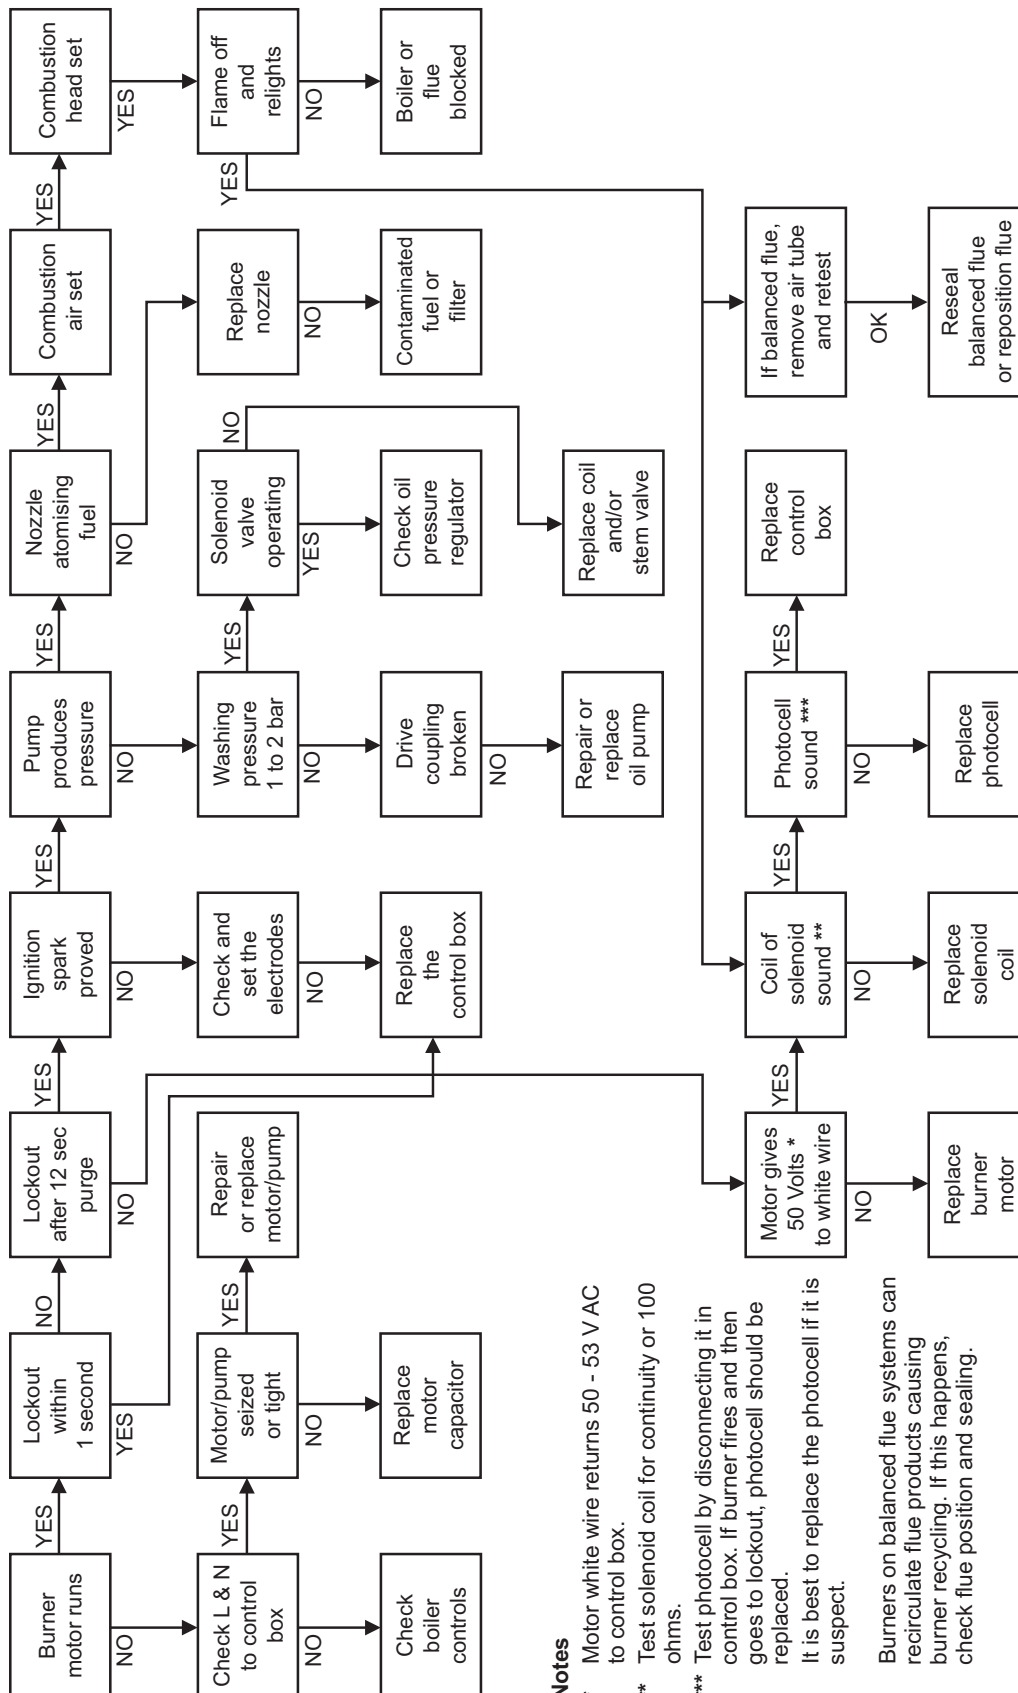 Burner
motor runs
YES
NO
Lockout
within
1 second
NO
YES
Lockout
after 12 sec
purge
YES
NO
Ignition
spark
proved
YES
NO
Pump
produces
pressure
YES
NO
Nozzle
atomising
fuel
YES
NO
Combustion
air set
YES
Combustion
head set
YES
Check L & N
to control
box
YES
NO
Motor/pump
seized
or tight
YES
NO
Repair
or replace
motor/pump
Check and
set the
electrodes
NO
Washing
pressure
1 to 2 bar
YES
NO
Solenoid
valve
operating
NO
YES
Replace
nozzle
NO
Flame off
and
relights
YES
NO
Check
boiler
controls
Replace
motor
capacitor
Replace
the
control box
Drive
coupling
broken
NO
Check oil
pressure
regulator
Contaminated
fuel or
filter
Boiler or
flue
blocked
Repair or
replace
oil pump
Replace coil
and/or
stem valve
Motor gives
50 Volts *
to white wire
YES
NO
Coil of
solenoid
sound **
YES
NO
Photocell
sound ***
YES
NO
Replace
control
box
If balanced flue,
remove air tube
and retest
OK
Replace
burner
motor
Replace
solenoid
coil
Replace
photocell
Reseal
balanced flue
or reposition flue
Notes
* Motor white wire returns 50 - 53 V AC
to control box.
** Test solenoid coil for continuity or 100
ohms.
*** Test photocell by disconnecting it in
control box. If burner fires and then
goes to lockout, photocell should be
replaced.
It is best to replace the photocell if it is
suspect.
Burners on balanced flue systems can
recirculate flue products causing
burner recycling. If this happens,
check flue position and sealing.